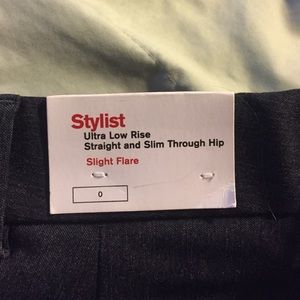 Stylist
Ultra Low Rise
Straight and Slim Through Hip
Slight Flare
0